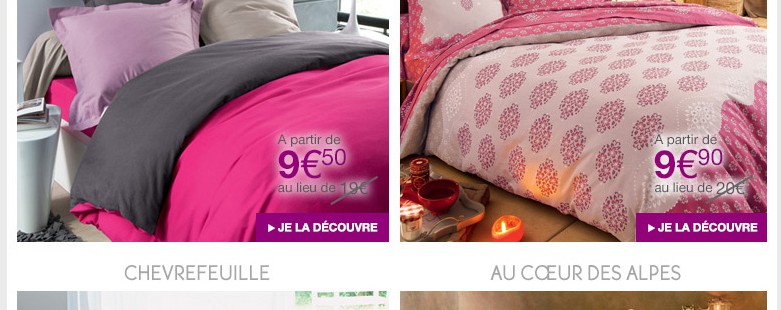 A partir de
9€50
au lieu de 19€
JE LA DÉCOUVRE
A partir de
9€90
au lieu de 20€
JE LA DÉCOUVRE
CHEVREFEUILLE
AU CŒUR DES ALPES